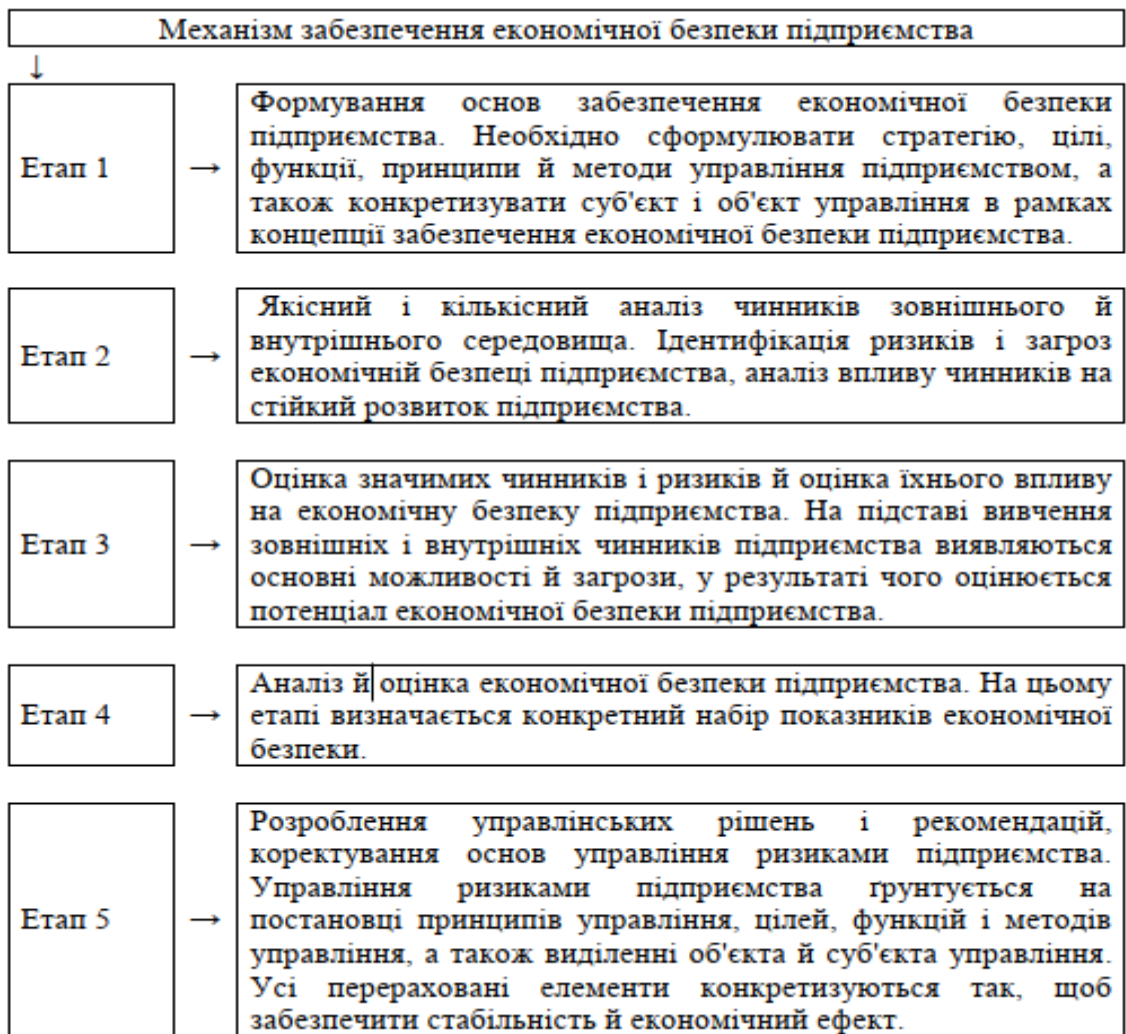 Механізм забезпечення економічної безпеки підприємства
↓
Етап 1
→
Формування основ забезпечення економічної безпеки
підприємства. Необхідно сформулювати стратегію, цілі,
функції, принципи й методи управління підприємством, а
також конкретизувати суб'єкт і об'єкт управління в рамках
концепції забезпечення економічної безпеки підприємства.
Етап 2
→
Якісний і кількісний аналіз чинників зовнішнього й
внутрішнього середовища. Ідентифікація ризиків і загроз
економічній безпеці підприємства, аналіз впливу чинників на
стійкий розвиток підприємства.
Етап 3
→
Оцінка значимих чинників і ризиків й оцінка їхнього впливу
на економічну безпеку підприємства. На підставі вивчення
зовнішніх і внутрішніх чинників підприємства виявляються
основні можливості й загрози, у результаті чого оцінюється
потенціал економічної безпеки підприємства.
Етап 4
→
Аналіз й оцінка економічної безпеки підприємства. На цьому
етапі визначається конкретний набір показників економічної
безпеки.
Етап 5
→
Розроблення управлінських рішень і рекомендацій,
коректування основ управління ризиками підприємства.
Управління ризиками підприємства ґрунтується на
постановці принципів управління, цілей, функцій і методів
управління, а також виділенні об'єкта й суб'єкта управління.
Усі перераховані елементи конкретизуються так, щоб
забезпечити стабільність й економічний ефект.